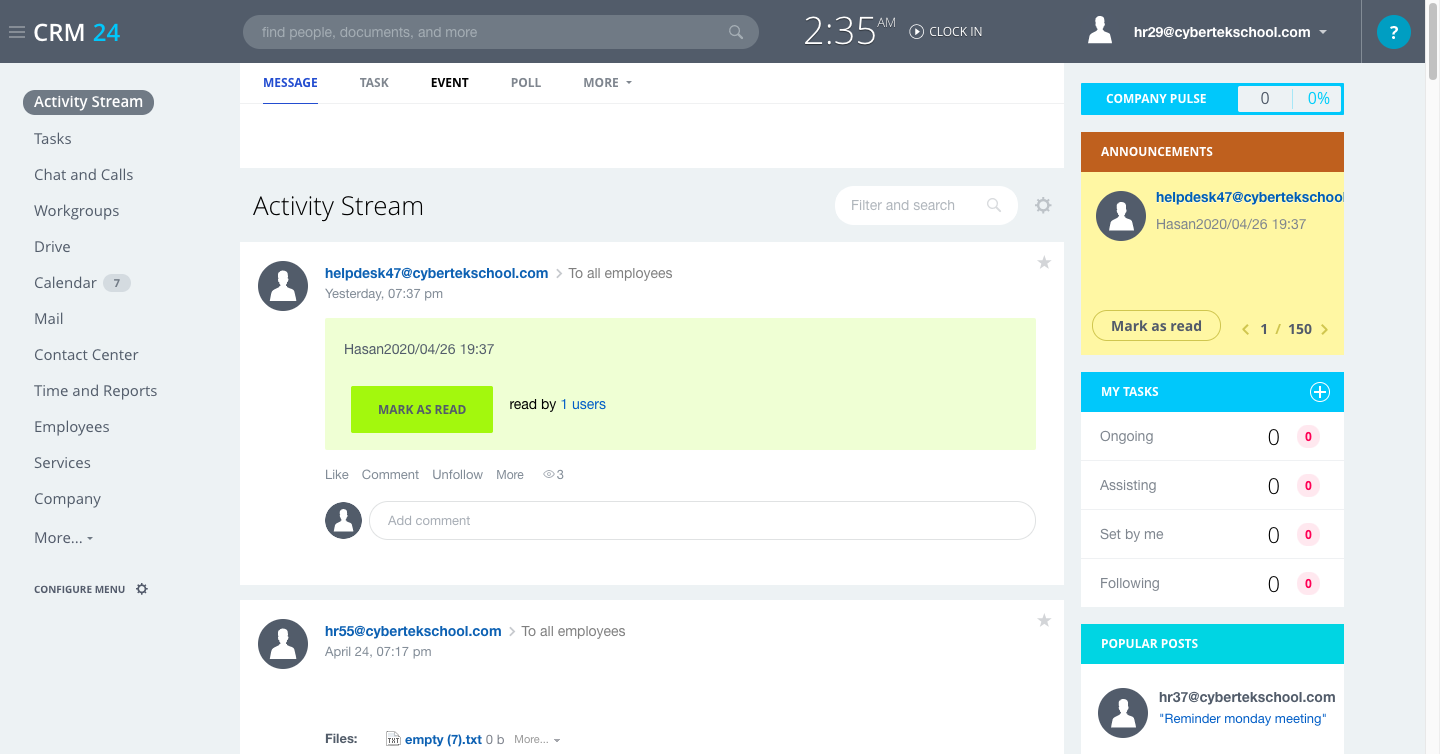 CRM 24
find people, documents, and more
2:35 AM
CLOCK IN
hr29@cybertekschool.com
?
Activity Stream
Tasks
Chat and Calls
Workgroups
Drive
Calendar 7
Mail
Contact Center
Time and Reports
Employees
Services
Company
More...
CONFIGURE MENU
MESSAGE TASK EVENT POLL MORE
Activity Stream
Filter and search
helpdesk47@cybertekschool.com To all employees
Yesterday, 07:37 pm
Hasan2020/04/26 19:37
MARK AS READ
read by 1 users
Like Comment Unfollow More 3
Add comment
hr55@cybertekschool.com To all employees
April 24, 07:17 pm
Files: TXT empty (7).txt 0 b More...
COMPANY PULSE 0 0%
ANNOUNCEMENTS
helpdesk47@cybertekschool
Hasan2020/04/26 19:37
Mark as read
1 / 150
MY TASKS
Ongoing 0 0
Assisting 0 0
Set by me 0 0
Following 0 0
POPULAR POSTS
hr37@cybertekschool.com
"Reminder monday meeting"